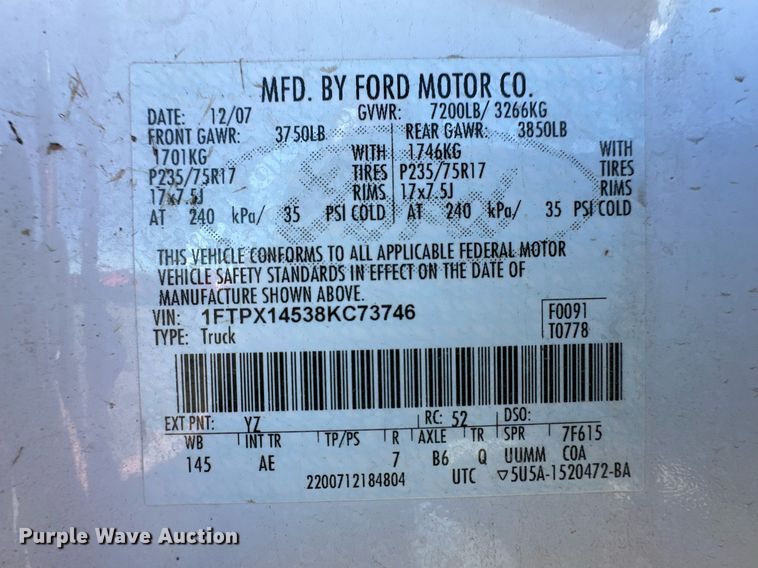 MFD. BY FORD MOTOR CO.
DATE: 12/07 GVWR: 7200LB/ 3266KG
FRONT GAWR: 3750LB REAR GAWR: 3850LB
1701KG WITH 1746KG WITH
P235/75R17 TIRES P235/75R17 TIRES
17x7.5J RIMS 17x7.5J RIMS
AT 240 kPa/ 35 PSI COLD AT 240 kPa/ 35 PSI COLD
THIS VEHICLE CONFORMS TO ALL APPLICABLE FEDERAL MOTOR
VEHICLE SAFETY STANDARDS IN EFFECT ON THE DATE OF
MANUFACTURE SHOWN ABOVE.
VIN: 1FTPX14538KC73746 F0091
TYPE: Truck T0778
EXT PNT: YZ RC: 52 DSO:
WB INT TR TP/PS R AXLE TR SPR 7F615
145 AE 7 B6 Q UUMM COA
2200712184804 UTC ▽5U5A-1520472-BA
Purple Wave Auction